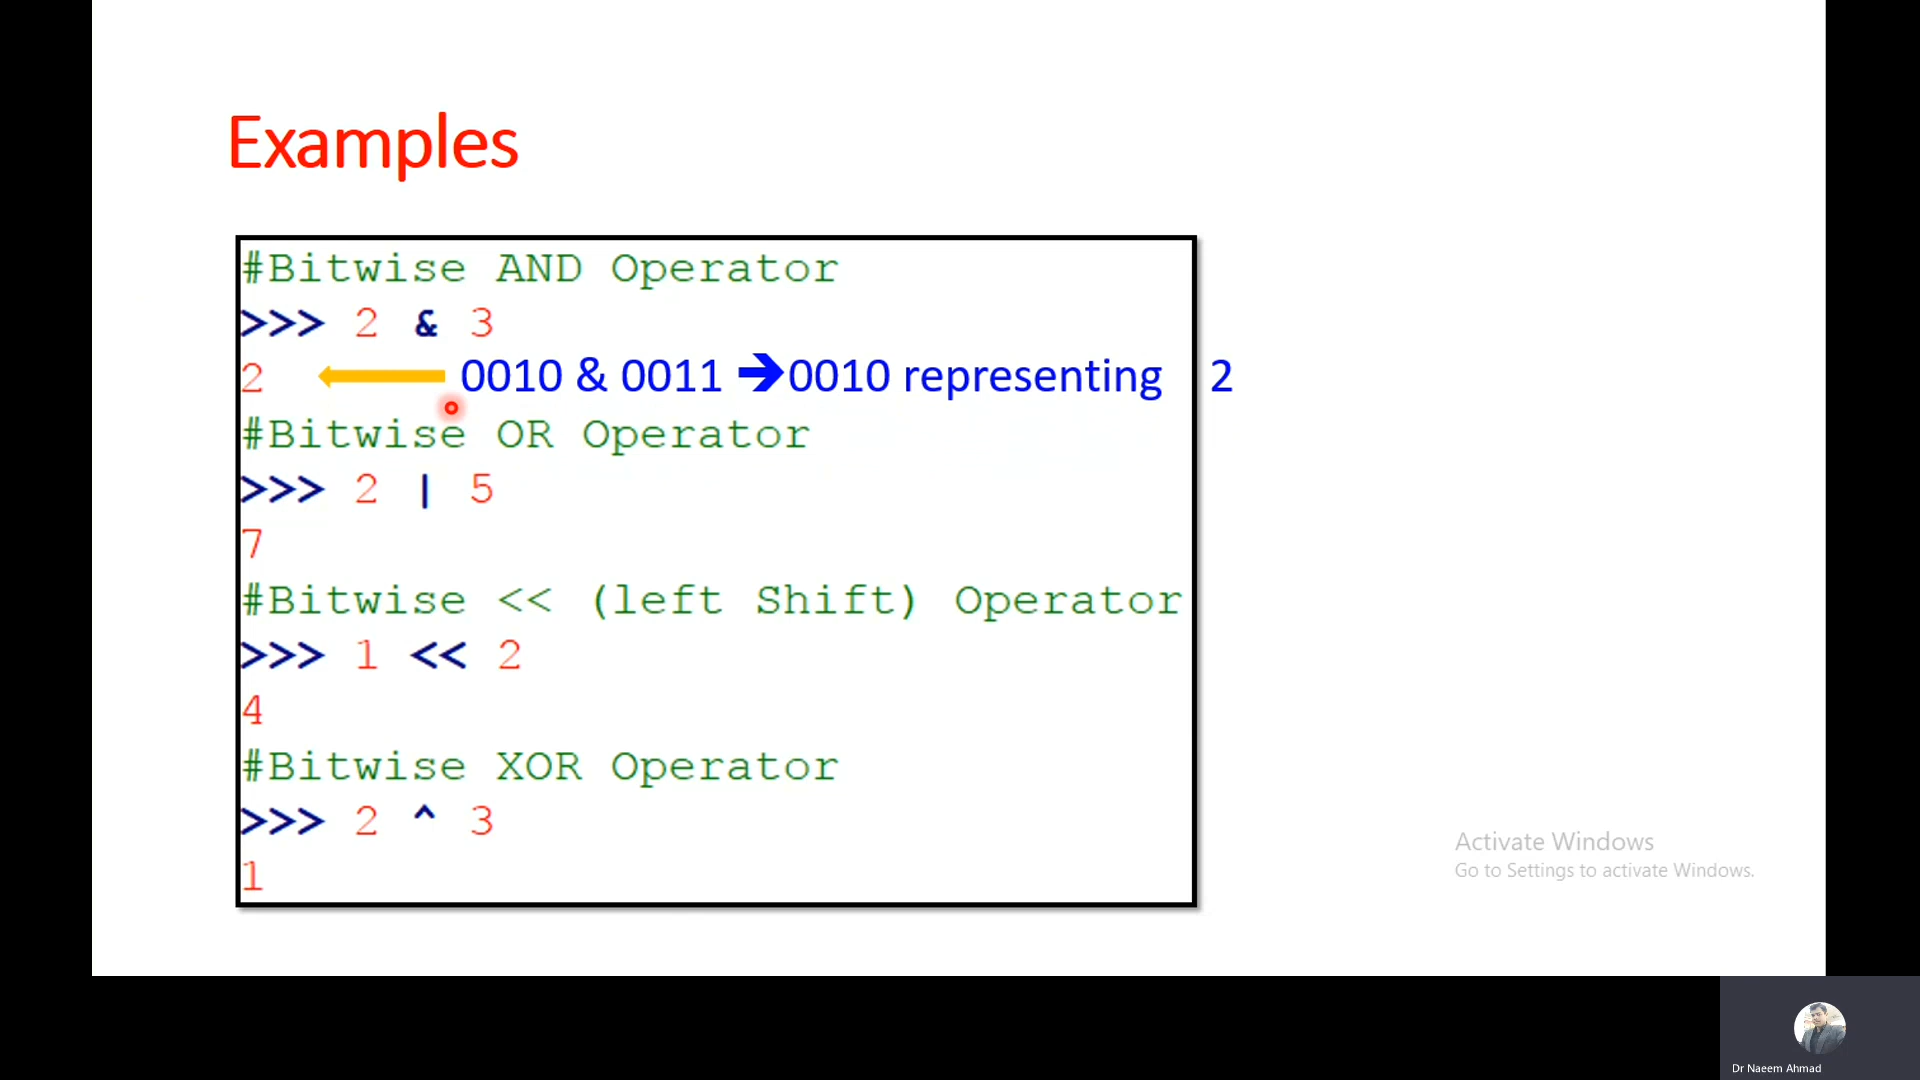 Examples
#Bitwise AND Operator
>>> 2 & 3
2 0010 & 0011 🡺0010 representing 2
#Bitwise OR Operator
>>> 2 | 5
7
#Bitwise << (left Shift) Operator
>>> 1 << 2
4
#Bitwise XOR Operator
>>> 2 ^ 3
1
Activate Windows
Go to Settings to activate Windows.
Dr Naeem Ahmad